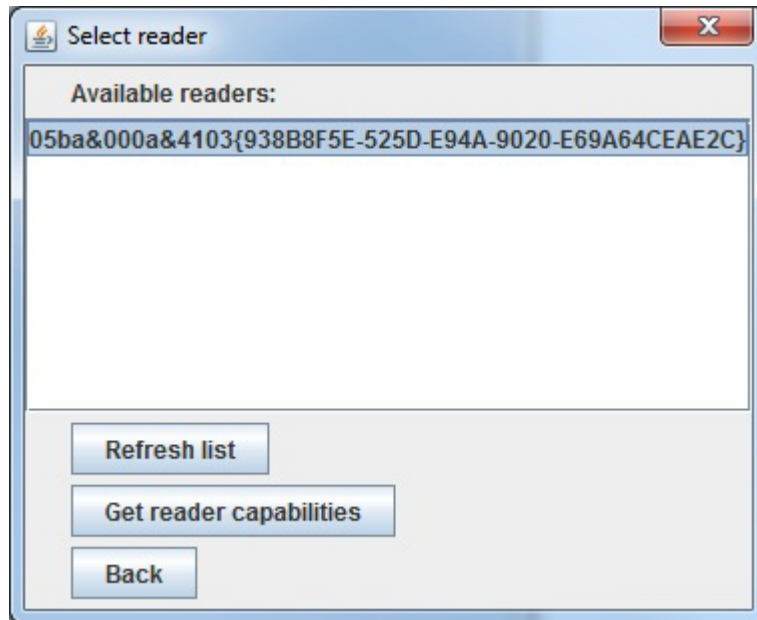 Select reader
Available readers:
05ba&000a&4103{938B8F5E-525D-E94A-9020-E69A64CEAE2C}
Refresh list
Get reader capabilities
Back